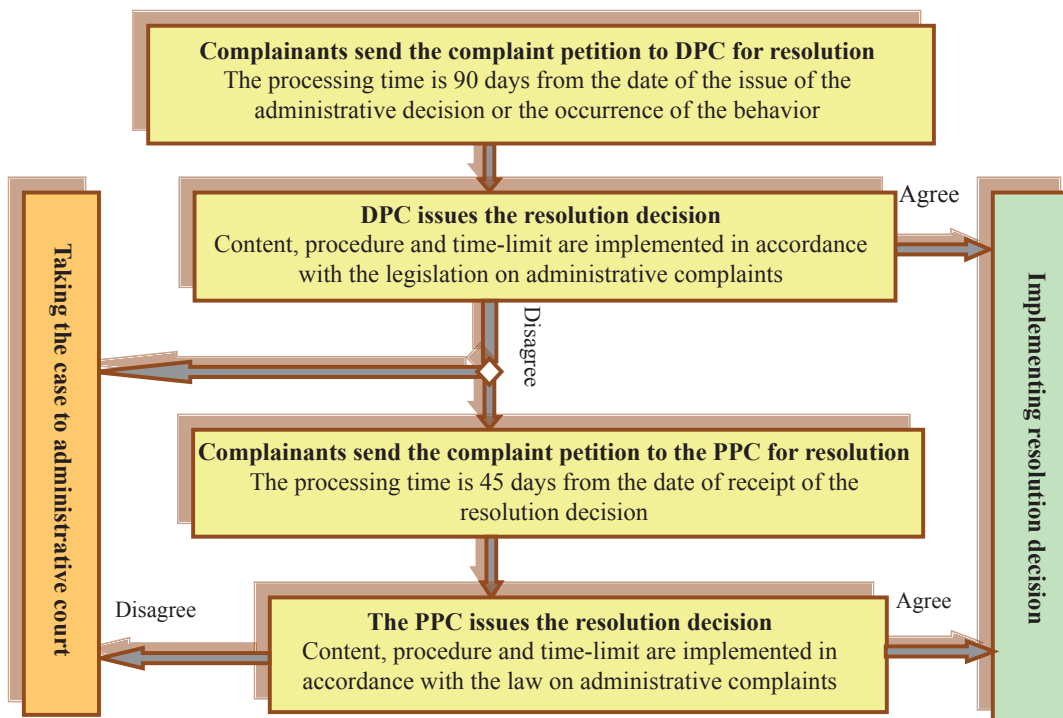 Complainants send the complaint petition to DPC for resolution
The processing time is 90 days from the date of the issue of the
administrative decision or the occurrence of the behavior
Agree
DPC issues the resolution decision
Content, procedure and time-limit are implemented in accordance
with the legislation on administrative complaints
Taking the case to administrative court
Disagree
Implementing resolution decision
Complainants send the complaint petition to the PPC for resolution
The processing time is 45 days from the date of receipt of the
resolution decision
Disagree
Agree
The PPC issues the resolution decision
Content, procedure and time-limit are implemented in
accordance with the law on administrative complaints